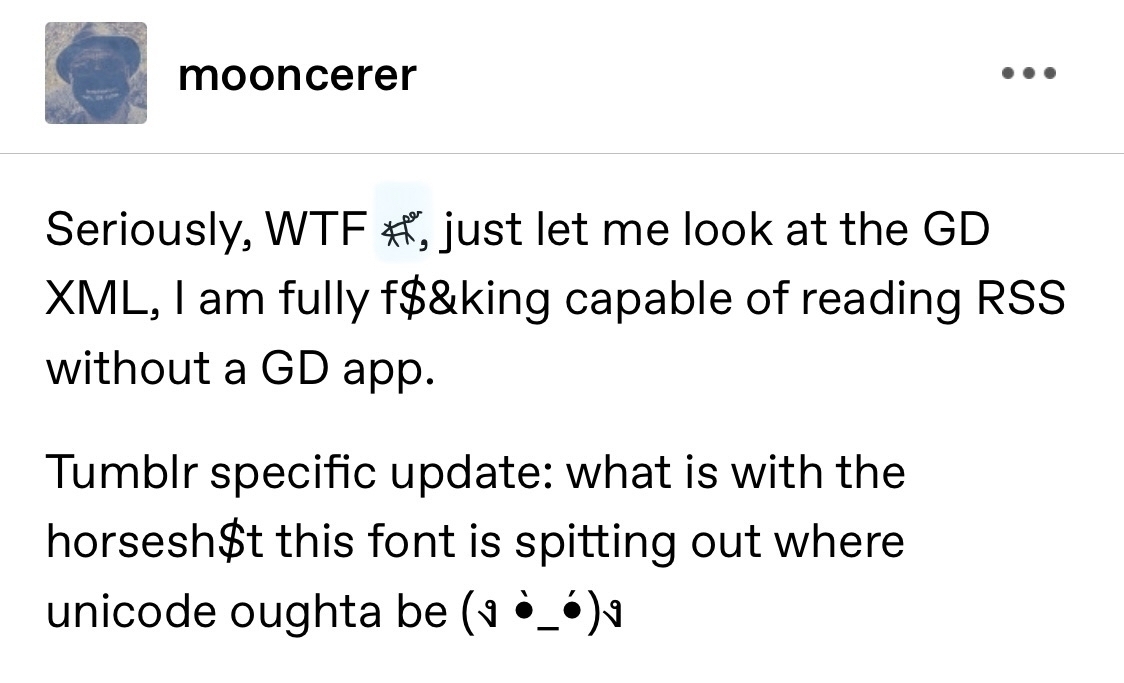 mooncerer
Seriously, WTF , just let me look at the GD
XML, I am fully f$&king capable of reading RSS
without a GD app.
Tumblr specific update: what is with the
horsesh$t this font is spitting out where
unicode oughta be (ง •̀_•́)ง